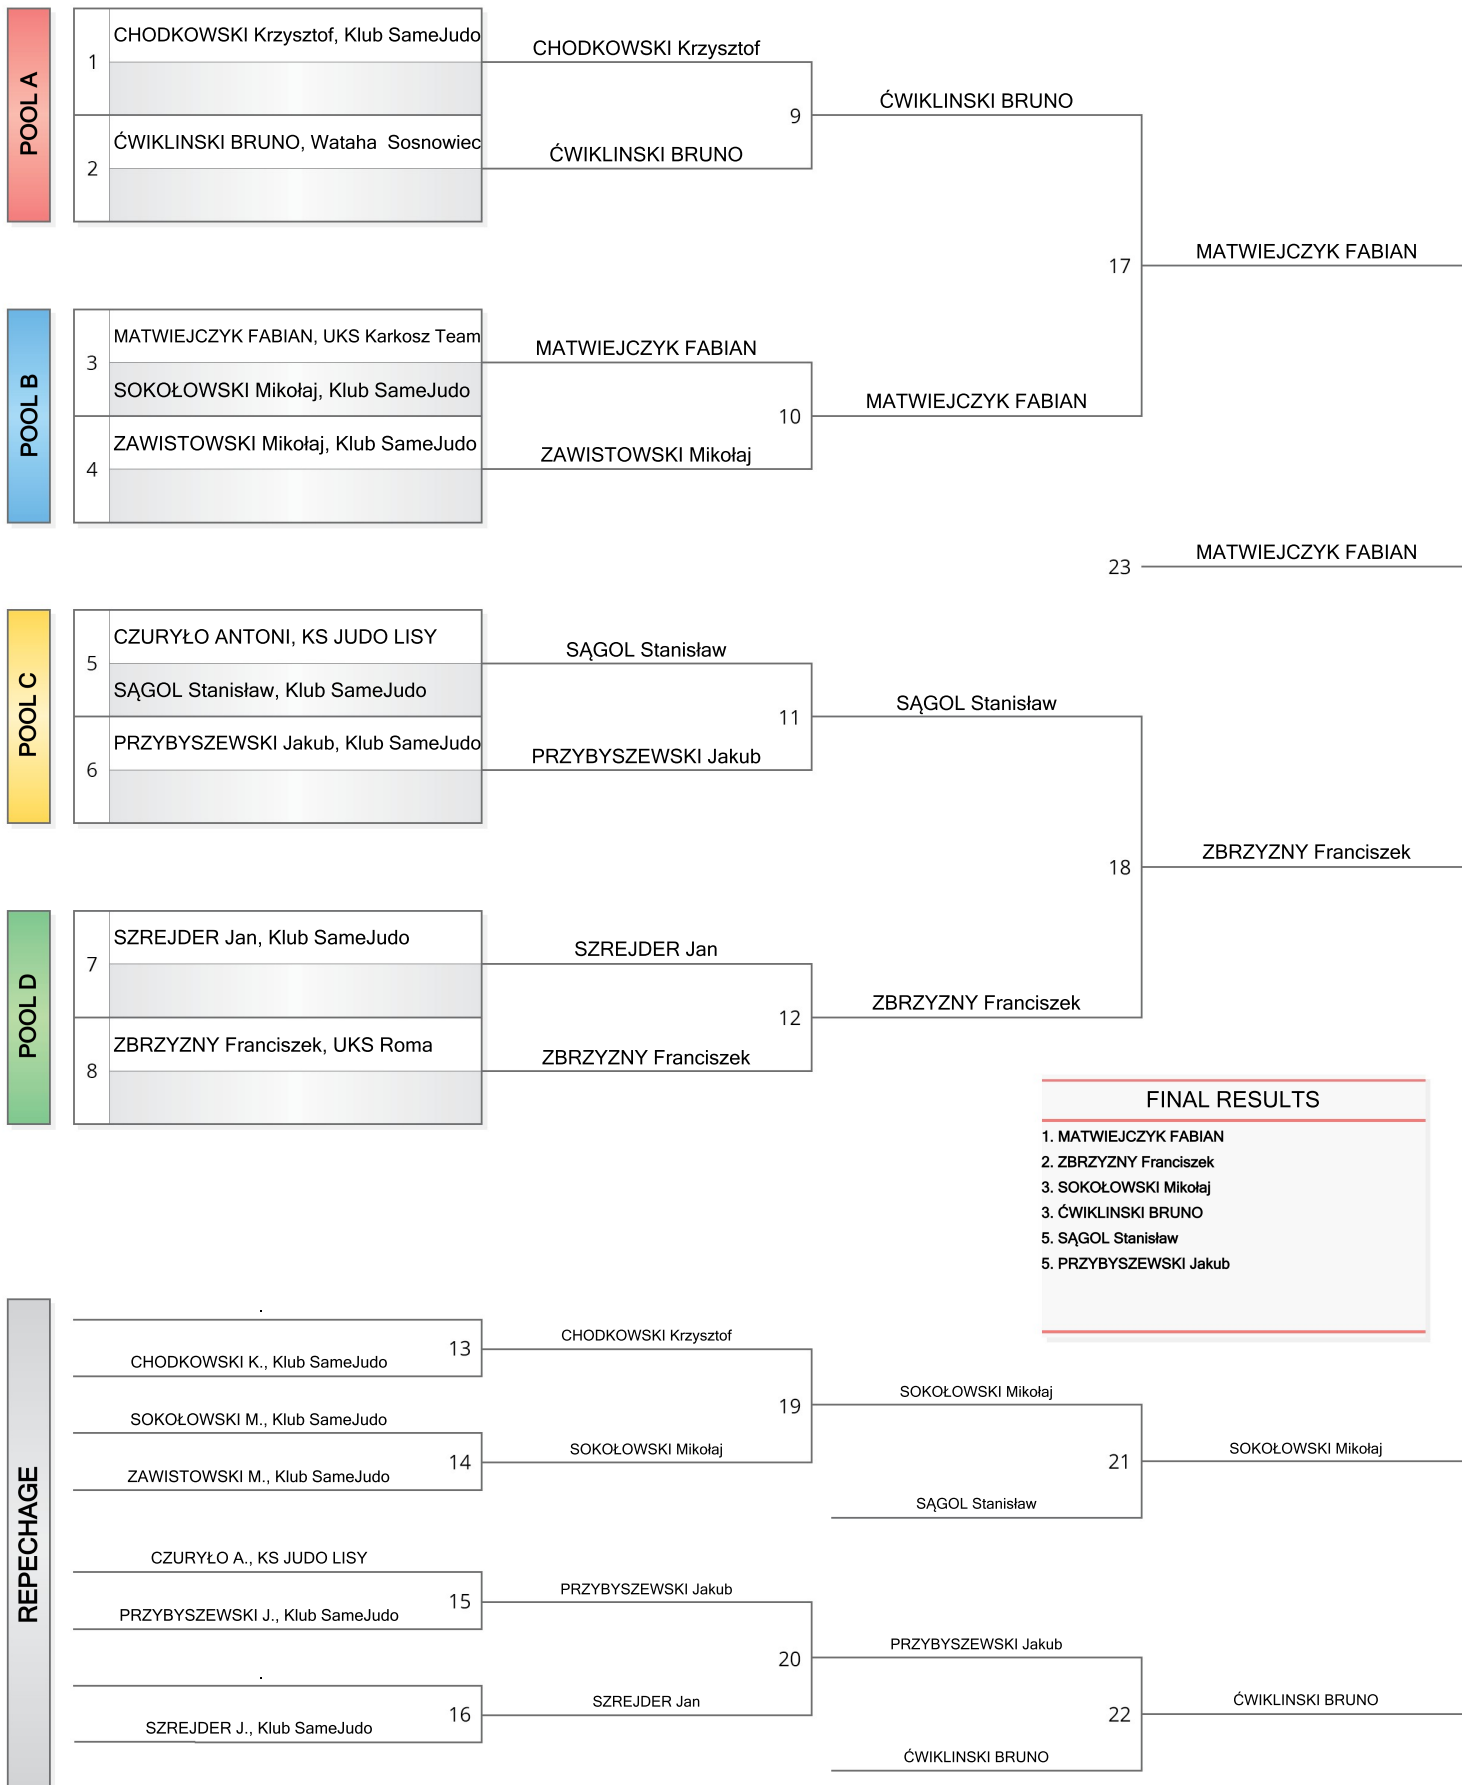 POOL A
1
CHODKOWSKI Krzysztof, Klub SameJudo
2
ĆWIKLINSKI BRUNO, Wataha  Sosnowiec
CHODKOWSKI Krzysztof
ĆWIKLINSKI BRUNO
9
ĆWIKLINSKI BRUNO
17
MATWIEJCZYK FABIAN
POOL B
3
MATWIEJCZYK FABIAN, UKS Karkosz Team
SOKOŁOWSKI Mikołaj, Klub SameJudo
4
ZAWISTOWSKI Mikołaj, Klub SameJudo
MATWIEJCZYK FABIAN
ZAWISTOWSKI Mikołaj
10
MATWIEJCZYK FABIAN
23
MATWIEJCZYK FABIAN
POOL C
5
CZURYŁO ANTONI, KS JUDO LISY
SĄGOL Stanisław, Klub SameJudo
6
PRZYBYSZEWSKI Jakub, Klub SameJudo
SĄGOL Stanisław
PRZYBYSZEWSKI Jakub
11
SĄGOL Stanisław
18
ZBRZYZNY Franciszek
POOL D
7
SZREJDER Jan, Klub SameJudo
8
ZBRZYZNY Franciszek, UKS Roma
SZREJDER Jan
ZBRZYZNY Franciszek
12
ZBRZYZNY Franciszek
FINAL RESULTS
1. MATWIEJCZYK FABIAN
2. ZBRZYZNY Franciszek
3. SOKOŁOWSKI Mikołaj
3. ĆWIKLINSKI BRUNO
5. SĄGOL Stanisław
5. PRZYBYSZEWSKI Jakub
REPECHAGE
.
CHODKOWSKI K., Klub SameJudo
13
SOKOŁOWSKI M., Klub SameJudo
ZAWISTOWSKI M., Klub SameJudo
14
CHODKOWSKI Krzysztof
SOKOŁOWSKI Mikołaj
19
SOKOŁOWSKI Mikołaj
SĄGOL Stanisław
21
SOKOŁOWSKI Mikołaj
CZURYŁO A., KS JUDO LISY
PRZYBYSZEWSKI J., Klub SameJudo
15
.
SZREJDER J., Klub SameJudo
16
PRZYBYSZEWSKI Jakub
SZREJDER Jan
20
PRZYBYSZEWSKI Jakub
ĆWIKLINSKI BRUNO
22
ĆWIKLINSKI BRUNO